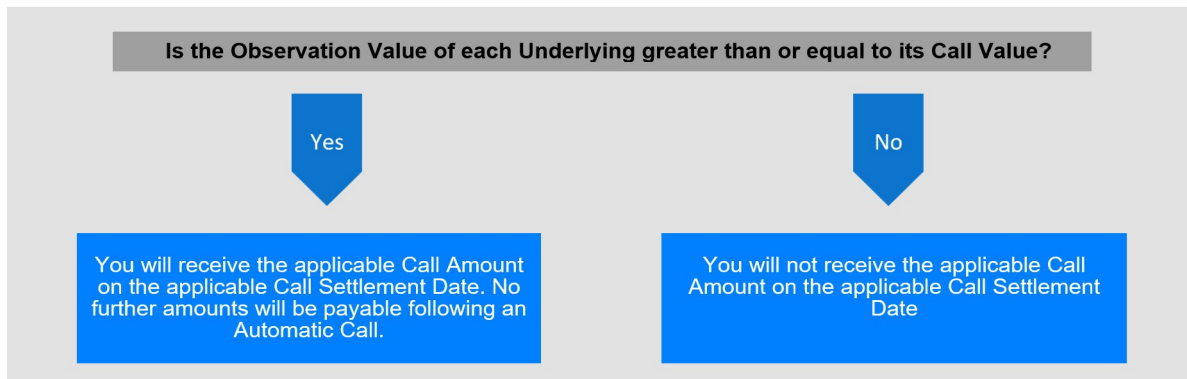 Is the Observation Value of each Underlying greater than or equal to its Call Value?
Yes
No
You will receive the applicable Call Amount
on the applicable Call Settlement Date. No
further amounts will be payable following an
Automatic Call.
You will not receive the applicable Call
Amount on the applicable Call Settlement
Date